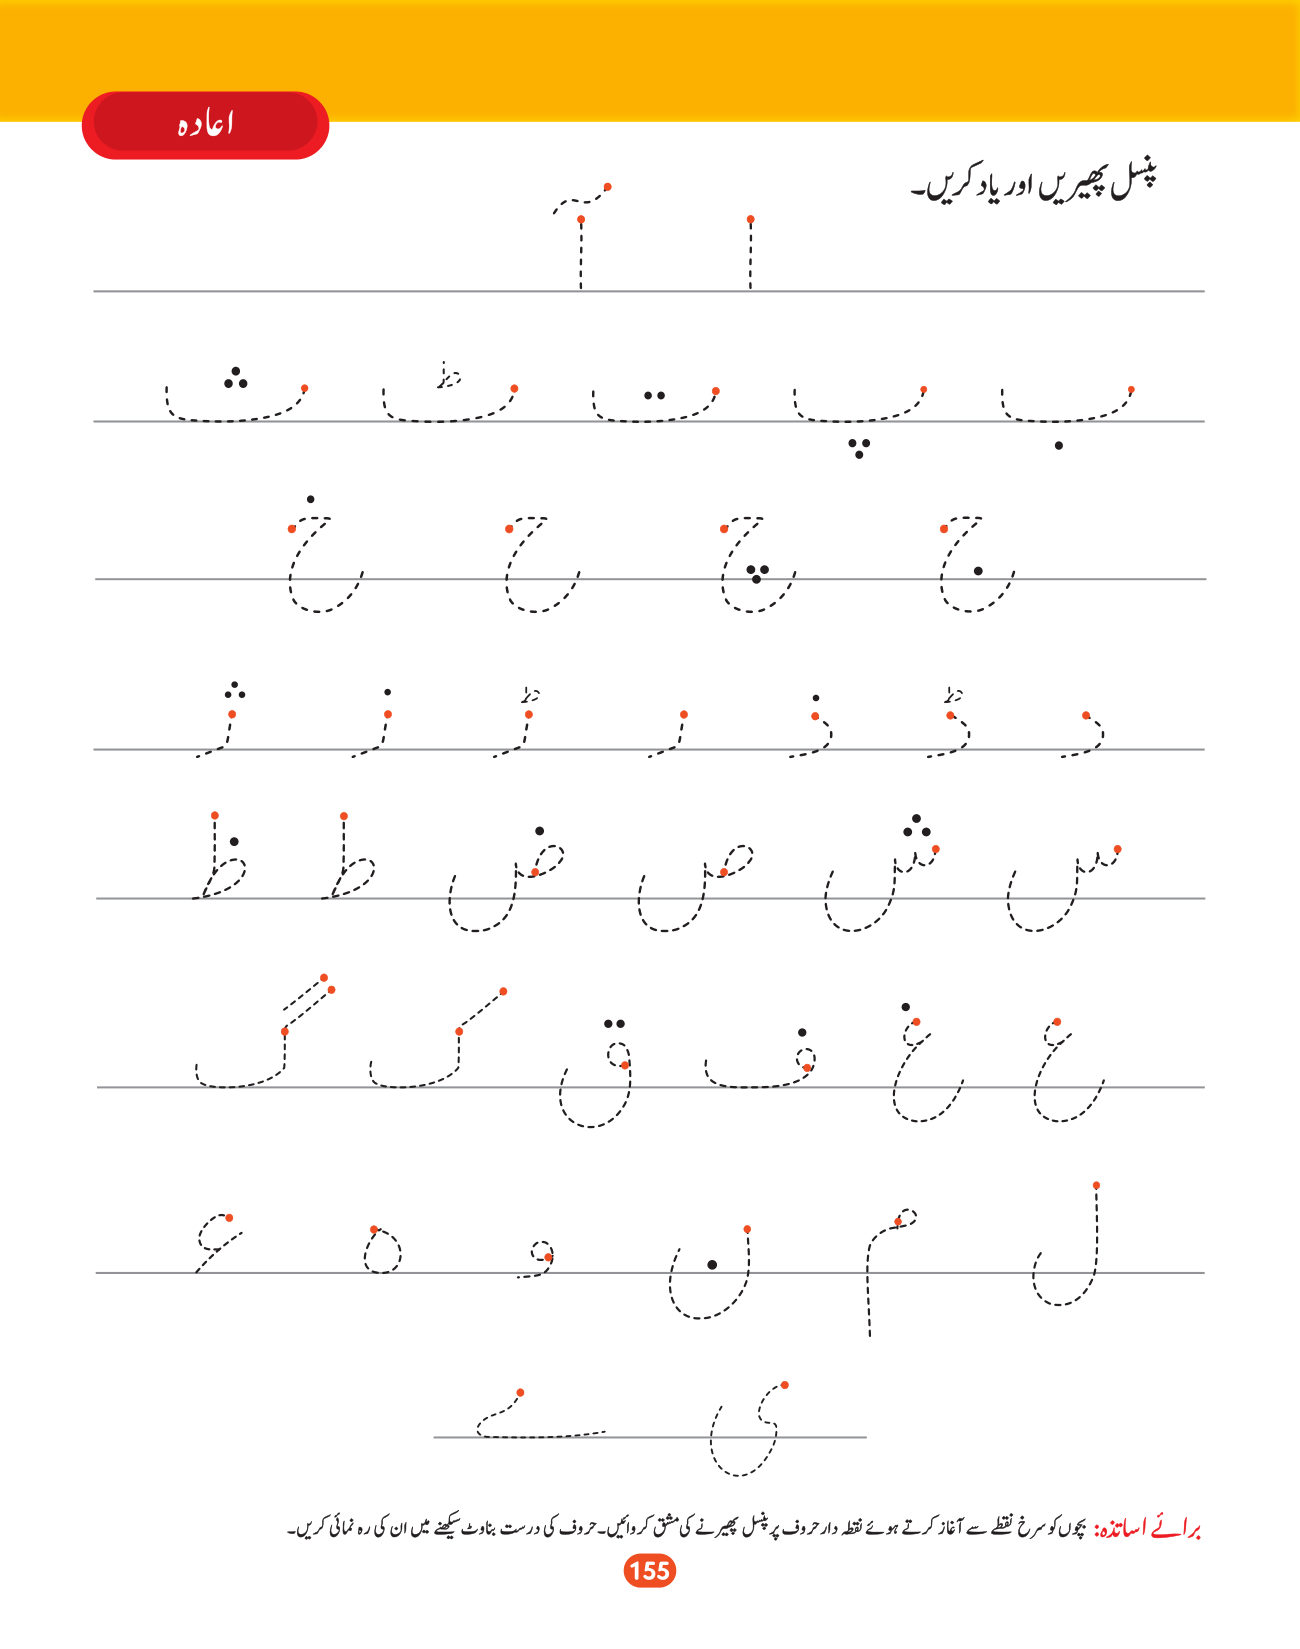 اعادہ
پنسل پھیریں اور یاد کریں۔
ا آ
ب پ ت ٹ ث
ج چ ح خ
د ڈ ذ ر ڑ ز ژ
س ش ص ض ط ظ
ع غ ف ق ک گ
ل م ن و ہ ء
ی ے
برائے اساتذہ: بچوں کو سرخ نقطے سے آغاز کرتے ہوئے نقطہ دار حروف پر پنسل پھیرنے کی مشق کروائیں۔ حروف کی درست بناوٹ سیکھنے میں ان کی رہ نمائی کریں۔
155